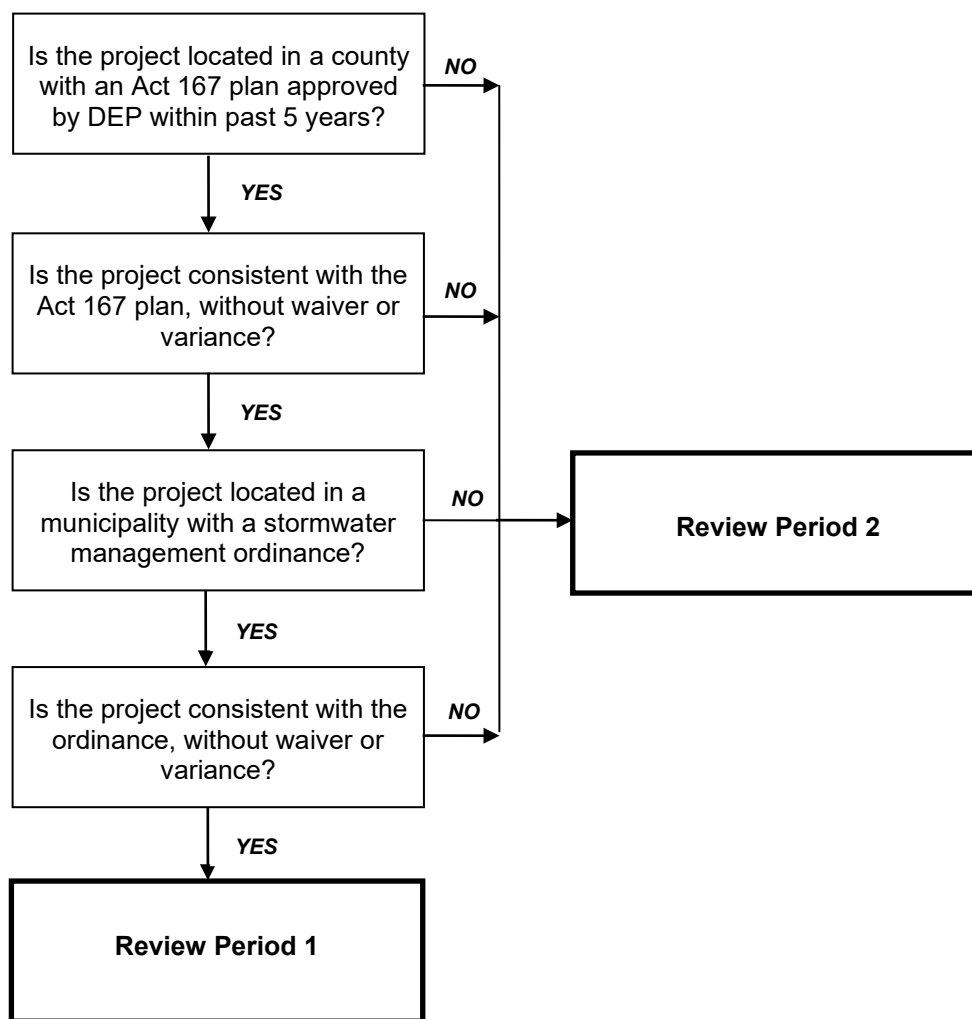 Is the project located in a county
with an Act 167 plan approved
by DEP within past 5 years?
NO
YES
Is the project consistent with the
Act 167 plan, without waiver or
variance?
NO
YES
Is the project located in a
municipality with a stormwater
management ordinance?
NO
Review Period 2
YES
Is the project consistent with the
ordinance, without waiver or
variance?
NO
YES
Review Period 1